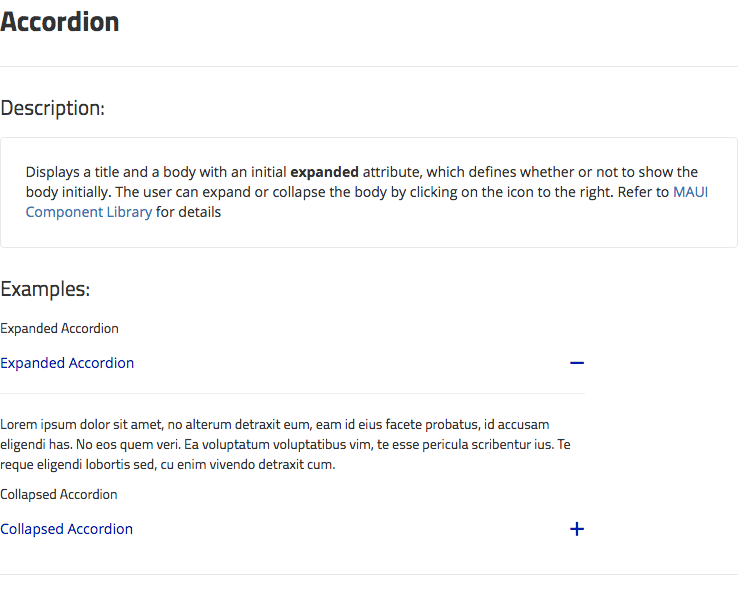 Accordion
Description:
Displays a title and a body with an initial expanded attribute, which defines whether or not to show the
body initially. The user can expand or collapse the body by clicking on the icon to the right. Refer to MAUI
Component Library for details
Examples:
Expanded Accordion
Expanded Accordion
Lorem ipsum dolor sit amet, no alterum detraxit eum, eam id eius facete probatus, id accusam
eligendi has. No eos quem veri. Ea voluptatum voluptatibus vim, te esse pericula scribentur ius. Te
reque eligendi lobortis sed, cu enim vivendo detraxit cum.
Collapsed Accordion
Collapsed Accordion